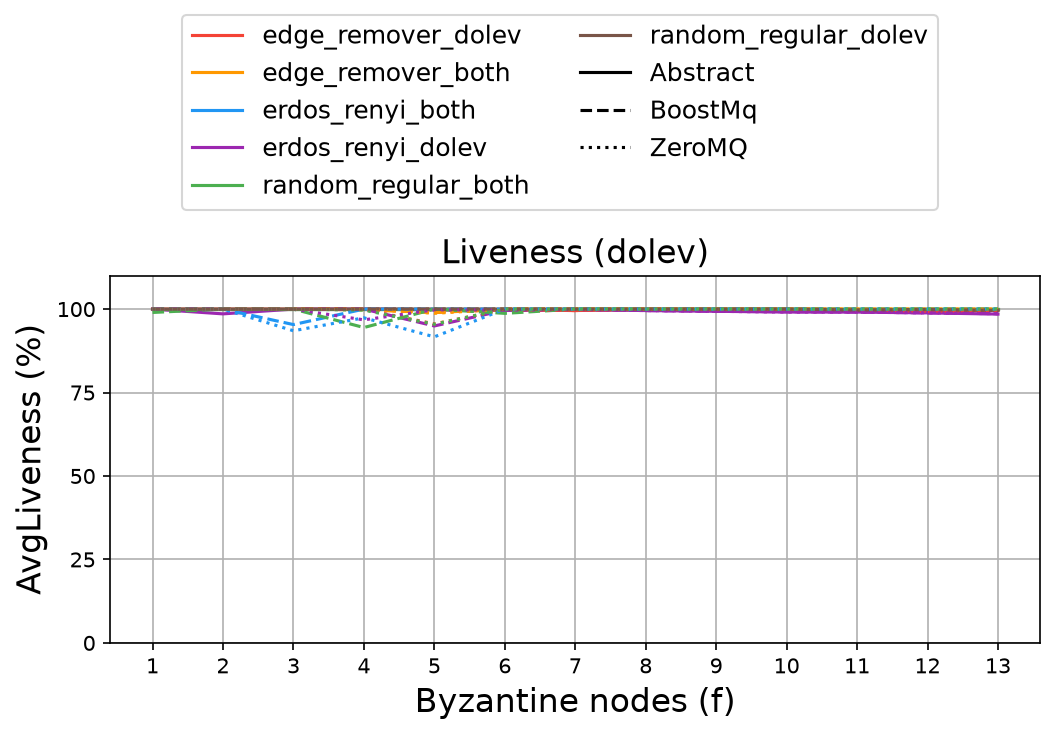 edge_remover_dolev
edge_remover_both
erdos_renyi_both
erdos_renyi_dolev
random_regular_both
random_regular_dolev
Abstract
BoostMq
ZeroMQ
Liveness (dolev)
AvgLiveness (%)
100
75
50
25
0
1 2 3 4 5 6 7 8 9 10 11 12 13
Byzantine nodes (f)